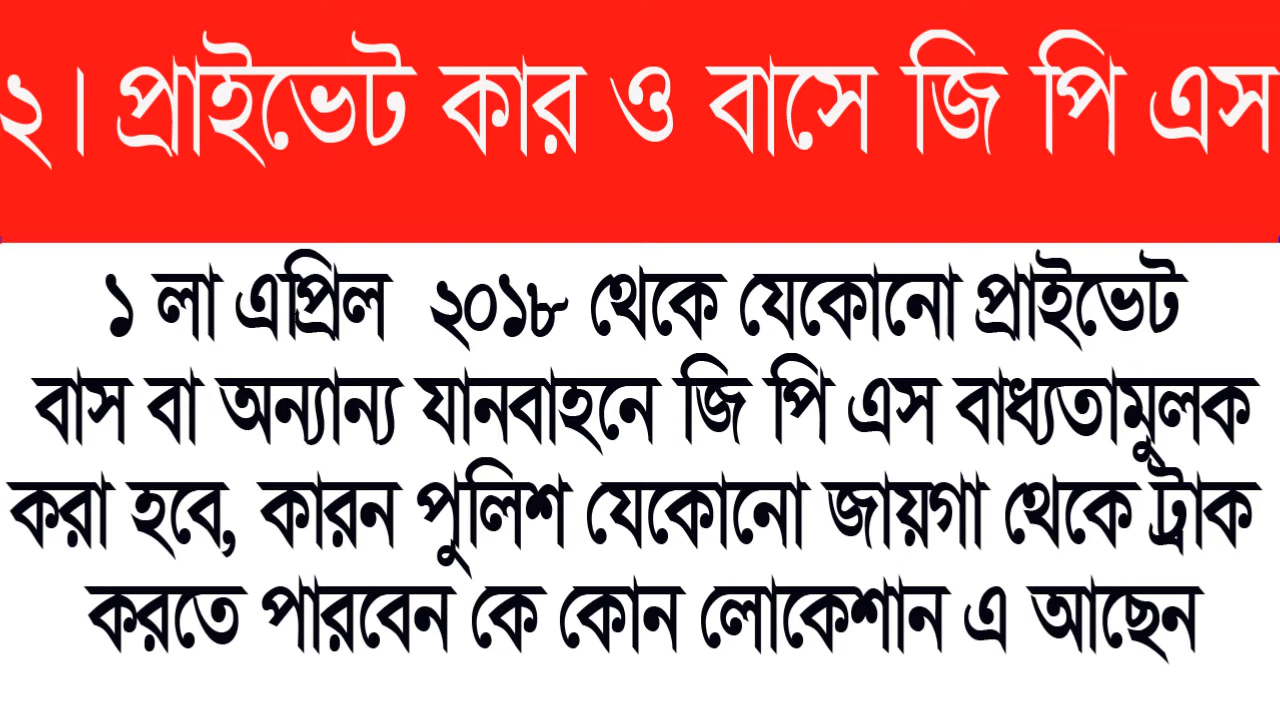 ২। প্রাইভেট কার ও বাসে জি পি এস
১ লা এপ্রিল ২০১৮ থেকে যেকোনো প্রাইভেট
বাস বা অন্যান্য যানবাহনে জি পি এস বাধ্যতামুলক
করা হবে, কারন পুলিশ যেকোনো জায়গা থেকে ট্রাক
করতে পারবেন কে কোন লোকেশান এ আছেন